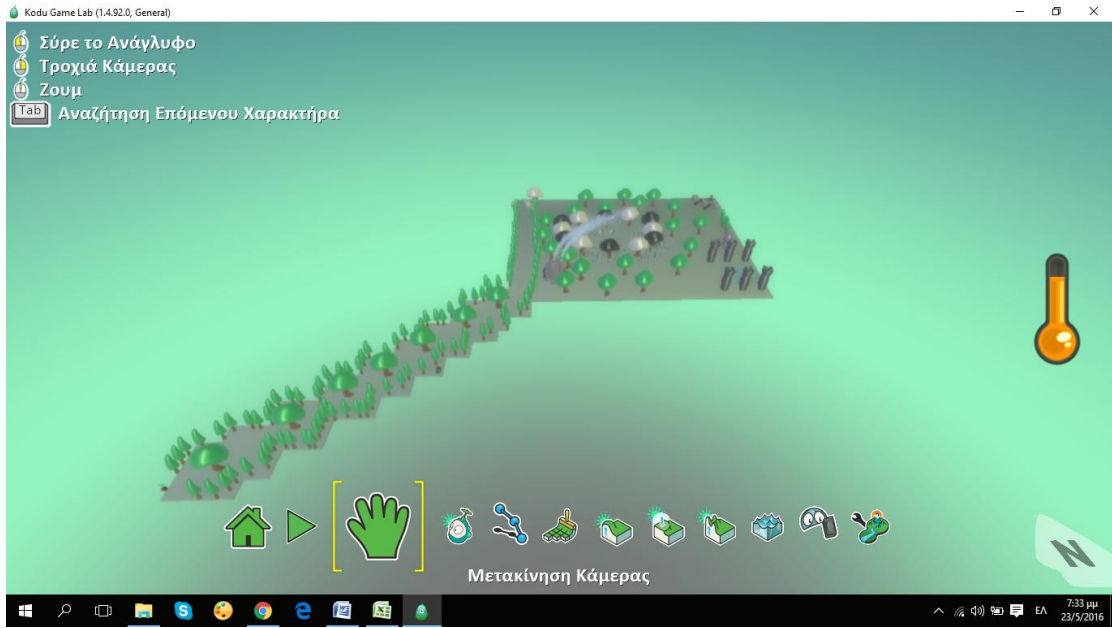 Kodu Game Lab (1.4.92.0, General)
Σύρε το Ανάγλυφο
Τροχιά Κάμερας
Ζουμ
Tab Αναζήτηση Επόμενου Χαρακτήρα
N
Μετακίνηση Κάμερας
ΕΛ
7:33 μμ
23/5/2016